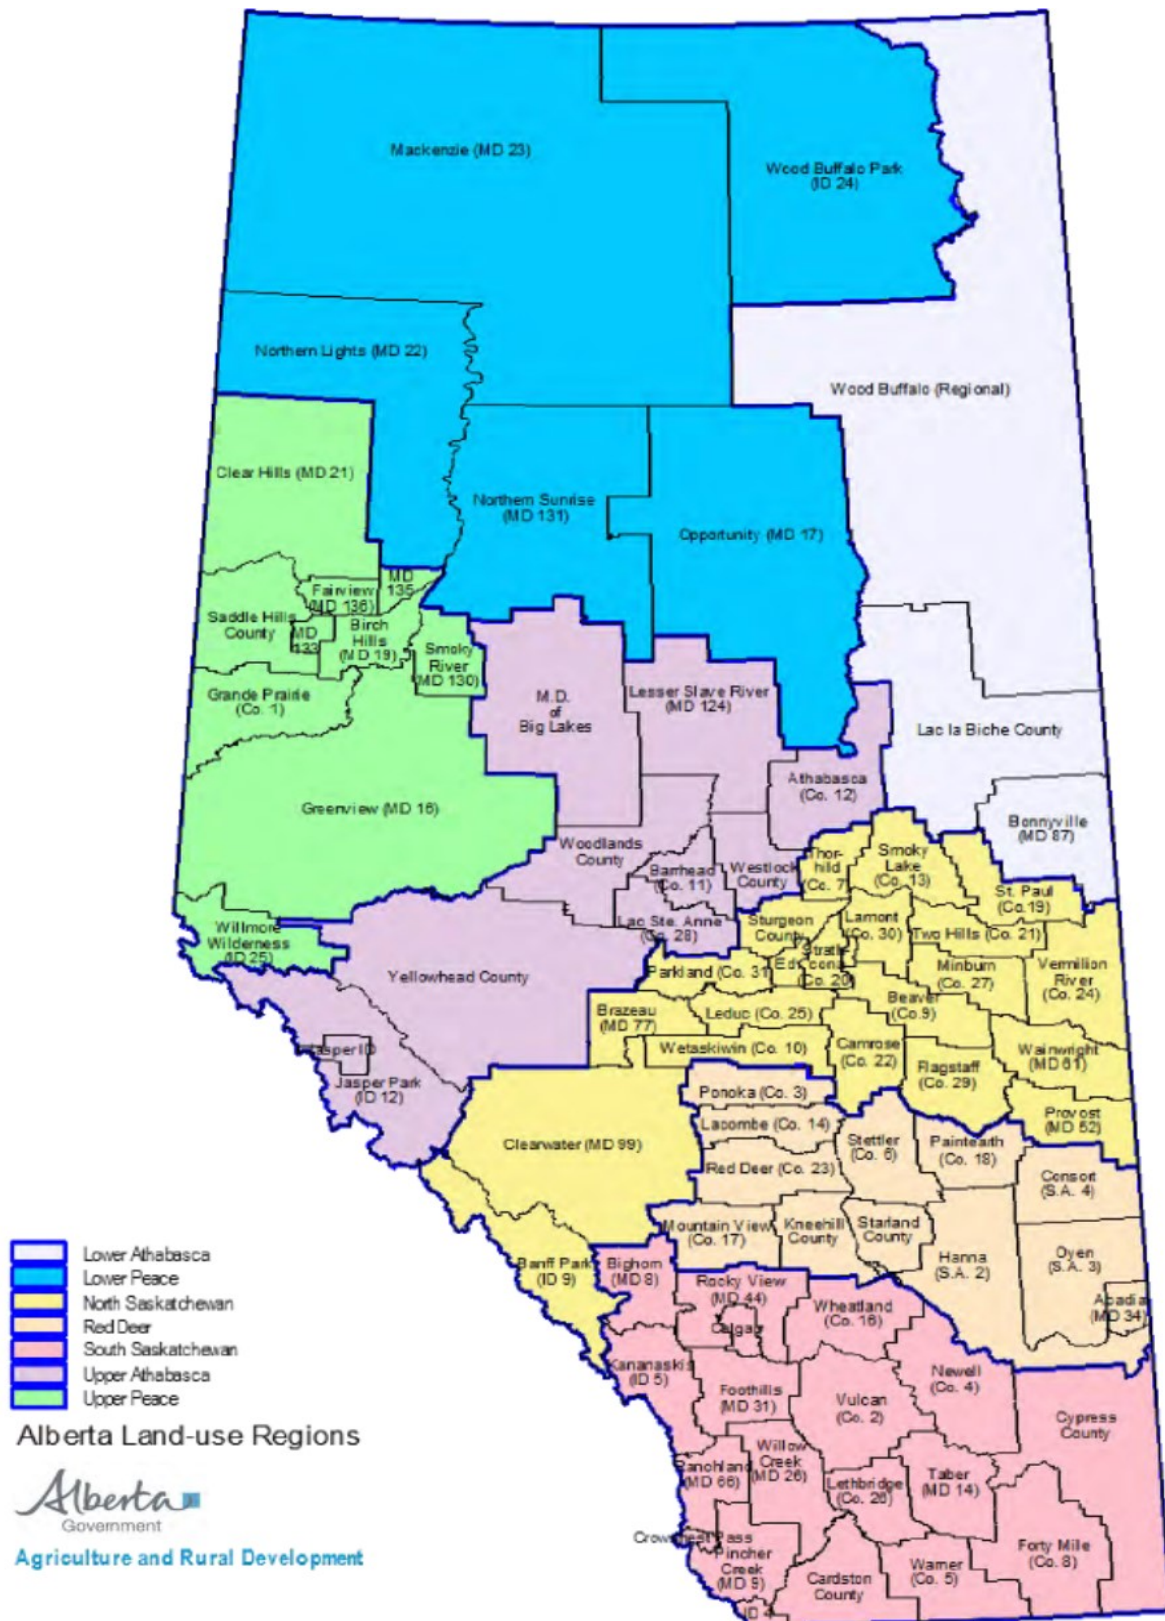 Mackenzie (MD 23)
Wood Buffalo Park
(ID 24)
Northern Lights (MD 22)
Wood Buffalo (Regional)
Clear Hills (MD 21)
Northern Sunrise
(MD 131)
Opportunity (MD 17)
MD
135
Fairview
(MD 136)
Saddle Hills
County
MD
133
Birch
Hills
(MD 19)
Smoky
River
(MD 130)
Grande Prairie
(Co. 1)
M.D.
of
Big Lakes
Lesser Slave River
(MD 124)
Lac la Biche County
Athabasca
(Co. 12)
Greenview (MD 16)
Bonnyville
(MD 87)
Woodlands
County
Barrhead
(Co. 11)
Westlock
County
Thor-
hild
(Co. 7)
Smoky
Lake
(Co. 13)
St. Paul
(Co.19)
Willmore
Wilderness
(ID 25)
Lac Ste. Anne
(Co. 28)
Sturgeon
County
Lamont
(Co. 30)
Two Hills (Co. 21)
Yellowhead County
Parkland (Co. 31)
Strath-
cona
(Co. 20)
Minburn
(Co. 27)
Vermilion
River
(Co. 24)
Brazeau
(MD 77)
Leduc (Co. 25)
Beaver
(Co.9)
Wetaskiwin (Co. 10)
Camrose
(Co. 22)
Flagstaff
(Co. 29)
Wainwright
(MD 61)
Jasper ID
Jasper Park
(ID 12)
Ponoka (Co. 3)
Provost
(MD 52)
Clearwater (MD 99)
Lacombe (Co. 14)
Stettler
(Co. 6)
Painteath
(Co. 18)
Red Deer (Co. 23)
Consort
(S.A. 4)
Mountain View
(Co. 17)
Kneehill
County
Starland
County
Hanna
(S.A. 2)
Oyen
(S.A. 3)
Acadia
(MD 34)
Banff Park
(ID 9)
Bighorn
(MD 8)
Rocky View
(MD 44)
Wheatland
(Co. 16)
Calgary
Kananaskis
(ID 5)
Foothills
(MD 31)
Vulcan
(Co. 2)
Newell
(Co. 4)
Cypress
County
Ranchland
(MD 66)
Willow
Creek
(MD 26)
Lethbridge
(Co. 26)
Taber
(MD 14)
Crowsnest Pass
Pincher
Creek
(MD 9)
Cardston
County
Warner
(Co. 5)
Forty Mile
(Co. 8)
ID 4
Lower Athabasca
Lower Peace
North Saskatchewan
Red Deer
South Saskatchewan
Upper Athabasca
Upper Peace
Alberta Land-use Regions
Alberta
Government
Agriculture and Rural Development